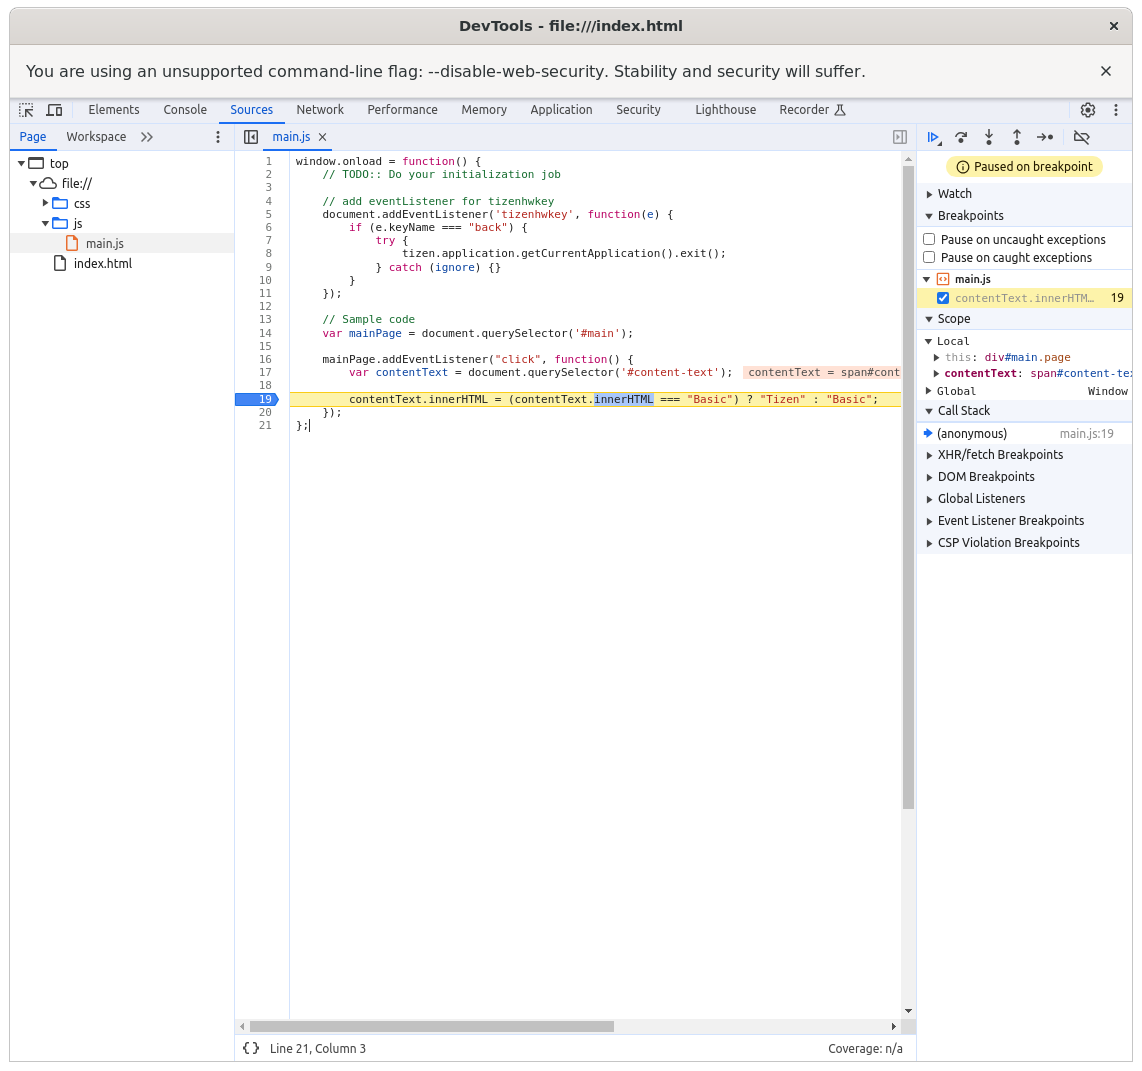 DevTools - file:///index.html
You are using an unsupported command-line flag: --disable-web-security. Stability and security will suffer.
Elements Console Sources Network Performance Memory Application Security Lighthouse Recorder
Page Workspace
top
file://
css
js
main.js
index.html
main.js
1 window.onload = function() {
2 // TODO:: Do your initialization job
3
4 // add eventListener for tizenhwkey
5 document.addEventListener('tizenhwkey', function(e) {
6 if (e.keyName === "back") {
7 try {
8 tizen.application.getCurrentApplication().exit();
9 } catch (ignore) {}
10 }
11 });
12
13 // Sample code
14 var mainPage = document.querySelector('#main');
15
16 mainPage.addEventListener("click", function() {
17 var contentText = document.querySelector('#content-text'); contentText = span#cont
18
19 contentText.innerHTML = (contentText.innerHTML === "Basic") ? "Tizen" : "Basic";
20 });
21 };
{} Line 21, Column 3
Coverage: n/a
Paused on breakpoint
Watch
Breakpoints
Pause on uncaught exceptions
Pause on caught exceptions
main.js
contentText.innerHTM… 19
Scope
Local
this: div#main.page
contentText: span#content-te
Global Window
Call Stack
(anonymous) main.js:19
XHR/fetch Breakpoints
DOM Breakpoints
Global Listeners
Event Listener Breakpoints
CSP Violation Breakpoints